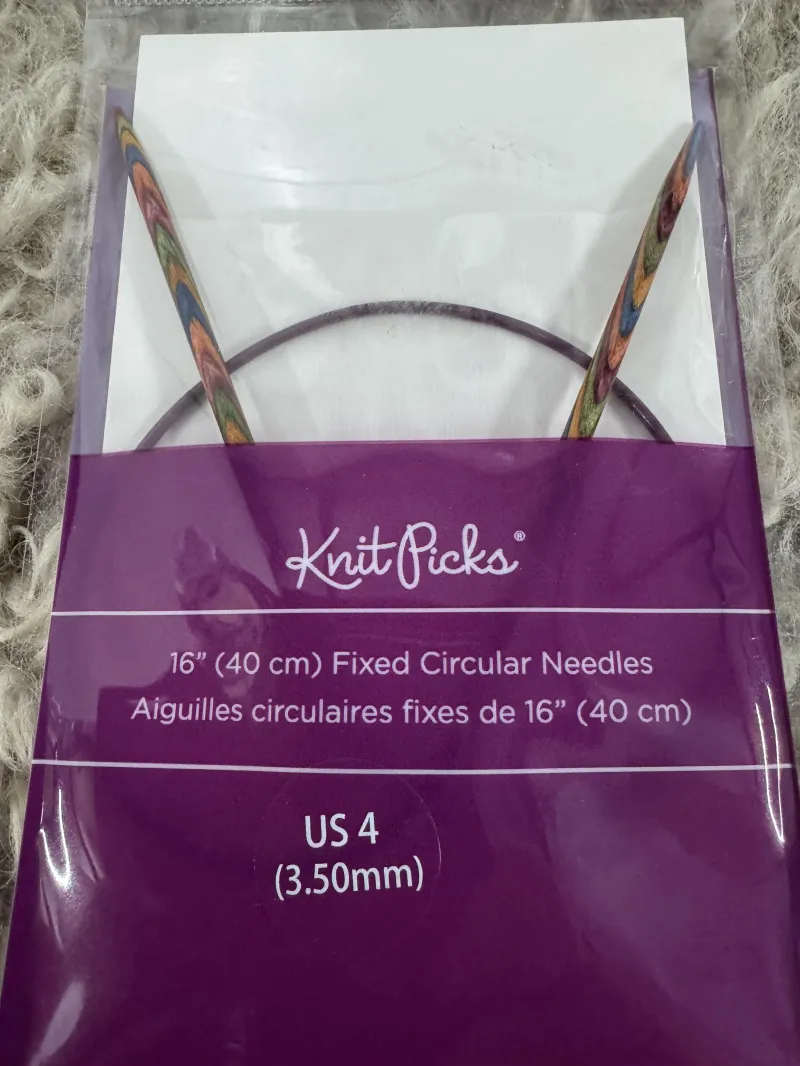 KnitPicks®
16” (40 cm) Fixed Circular Needles
Aiguilles circulaires fixes de 16” (40 cm)
US 4
(3.50mm)